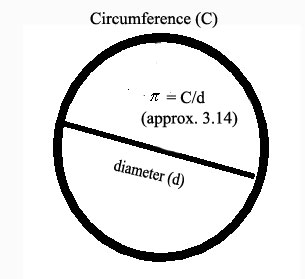 Circumference (C)
π = C/d
(approx. 3.14)
diameter (d)